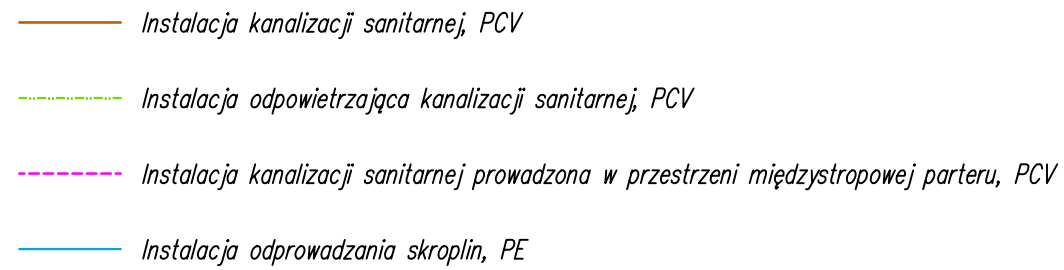 Instalacja kanalizacji sanitarnej, PCV
Instalacja odpowietrzająca kanalizacji sanitarnej, PCV
Instalacja kanalizacji sanitarnej prowadzona w przestrzeni międzystropowej parteru, PCV
Instalacja odprowadzania skroplin, PE